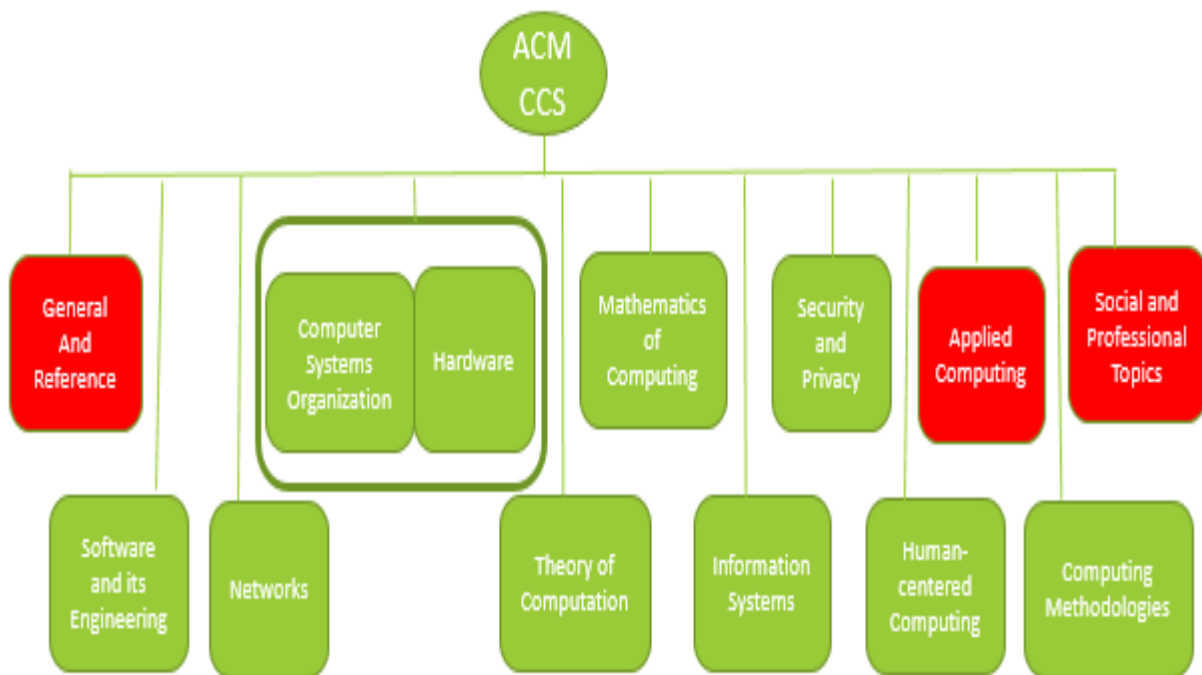 ACM
CCS
General
And
Reference
Computer
Systems
Organization
Hardware
Mathematics
of
Computing
Security
and
Privacy
Applied
Computing
Social and
Professional
Topics
Software
and its
Engineering
Networks
Theory of
Computation
Information
Systems
Human-
centered
Computing
Computing
Methodologies